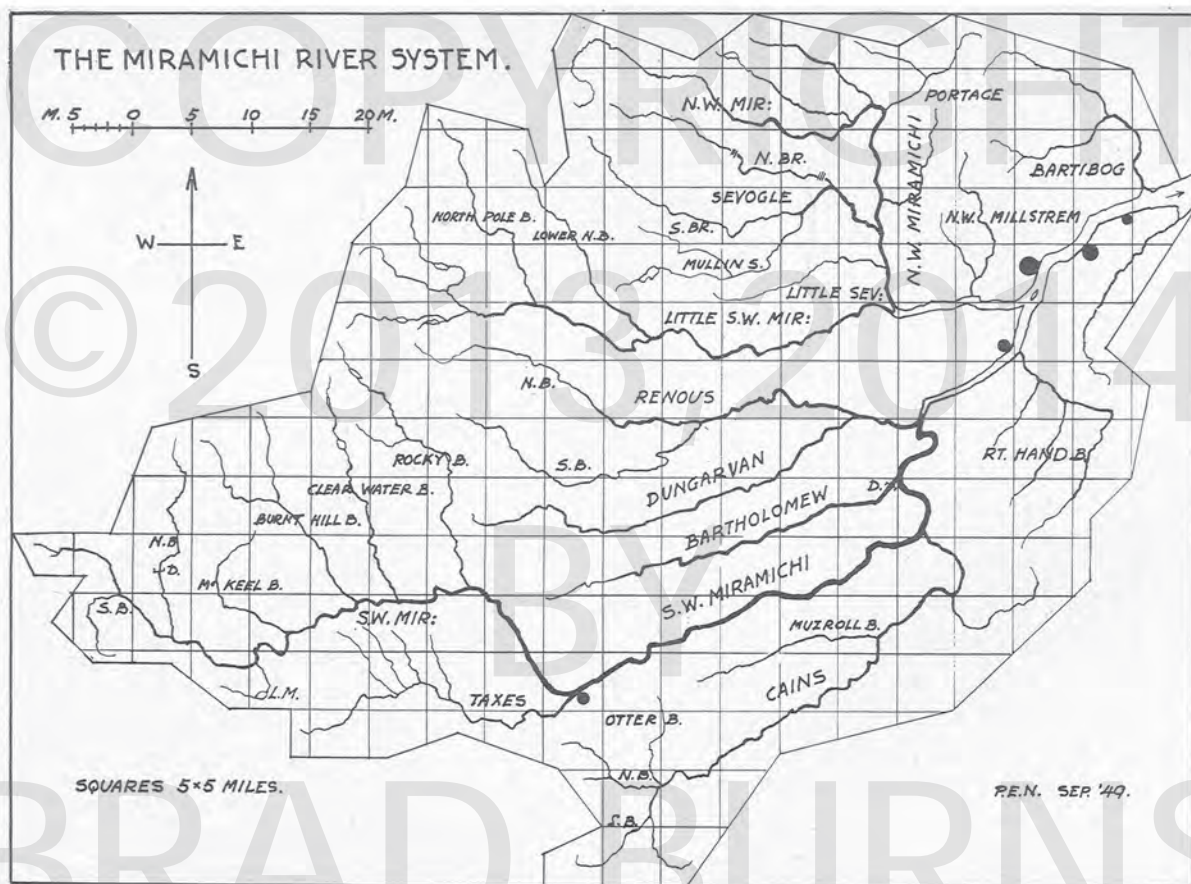 COPYRIGHT
© 2013, 2014
BY
BRAD BURNS
THE MIRAMICHI RIVER SYSTEM.
M. 5 0 5 10 15 20 M.
W E
S
N.W. MIR:
PORTAGE
N. BR.
BARTIBOG
SEVOGLE
N.W. MIRAMICHI
NORTH POLE B.
LOWER N.B.
S. BR.
N.W. MILLSTREM
MULLIN S.
LITTLE SEV:
LITTLE S.W. MIR:
N.B.
RENOUS
ROCKY B.
S.B.
DUNGARVAN
RT. HAND B.
CLEAR WATER B.
D.
BURNT HILL B.
BARTHOLOMEW
N.B.
D.
Mc KEEL B.
S.B.
S.W. MIR:
S.W. MIRAMICHI
MUZROLL B.
L.M.
TAXES
CAINS
OTTER B.
N.B.
SQUARES 5×5 MILES.
P.E.N. SEP. '49.
S.B.